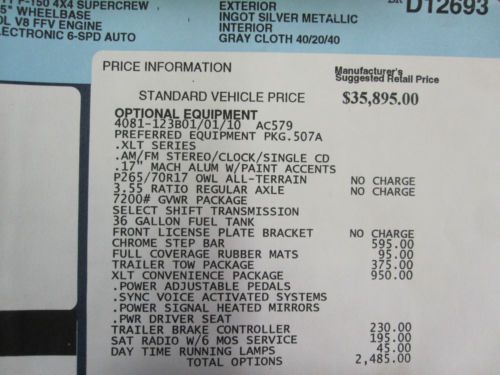 F-150 4X4 SUPERCREW
5" WHEELBASE
OL V8 FFV ENGINE
LECTRONIC 6-SPD AUTO
EXTERIOR
INGOT SILVER METALLIC
INTERIOR
GRAY CLOTH 40/20/40
D12693
PRICE INFORMATION
Manufacturer's
Suggested Retail Price
STANDARD VEHICLE PRICE $35,895.00
OPTIONAL EQUIPMENT
4081-123B01/01/10 AC579
PREFERRED EQUIPMENT PKG.507A
.XLT SERIES
.AM/FM STEREO/CLOCK/SINGLE CD
.17" MACH ALUM W/PAINT ACCENTS
P265/70R17 OWL ALL-TERRAIN NO CHARGE
3.55 RATIO REGULAR AXLE NO CHARGE
7200# GVWR PACKAGE
SELECT SHIFT TRANSMISSION
36 GALLON FUEL TANK
FRONT LICENSE PLATE BRACKET NO CHARGE
CHROME STEP BAR 595.00
FULL COVERAGE RUBBER MATS 95.00
TRAILER TOW PACKAGE 375.00
XLT CONVENIENCE PACKAGE 950.00
.POWER ADJUSTABLE PEDALS
.SYNC VOICE ACTIVATED SYSTEMS
.POWER SIGNAL HEATED MIRRORS
.PWR DRIVER SEAT
TRAILER BRAKE CONTROLLER 230.00
SAT RADIO W/6 MOS SERVICE 195.00
DAY TIME RUNNING LAMPS 45.00
TOTAL OPTIONS 2,485.00